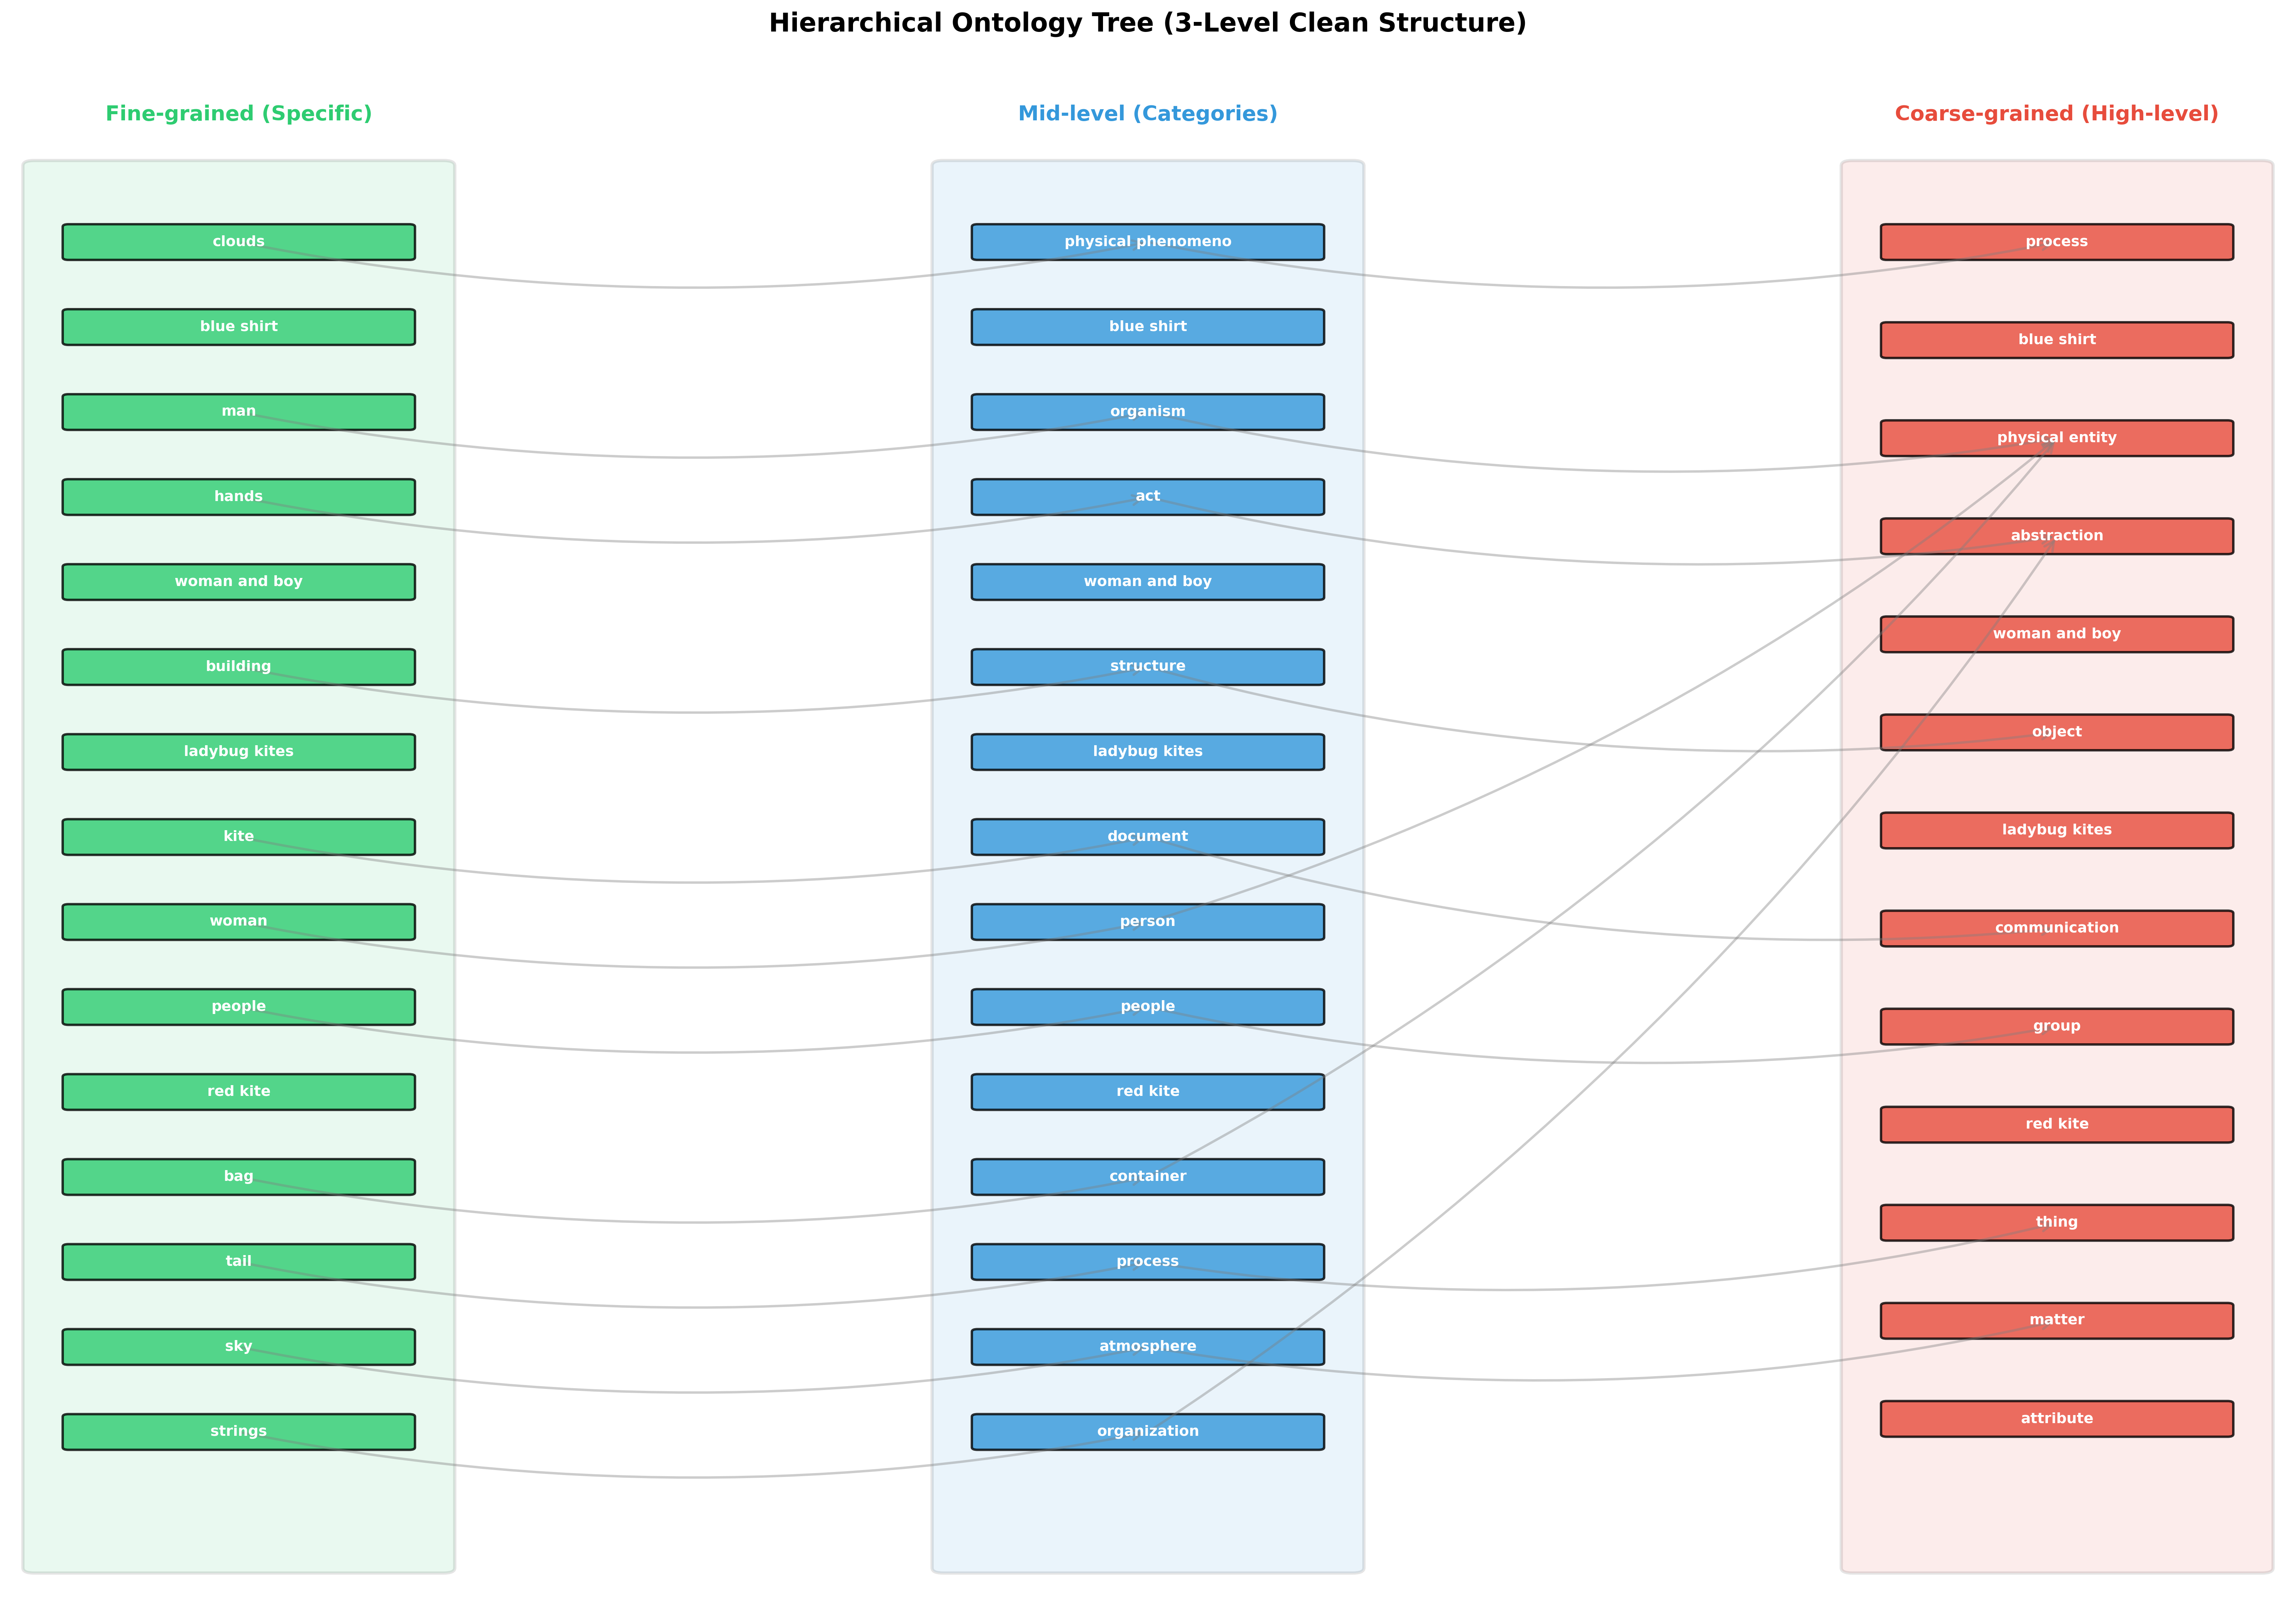 Hierarchical Ontology Tree (3-Level Clean Structure)
Fine-grained (Specific)
clouds
blue shirt
man
hands
woman and boy
building
ladybug kites
kite
woman
people
red kite
bag
tail
sky
strings
Mid-level (Categories)
physical phenomeno
blue shirt
organism
act
woman and boy
structure
ladybug kites
document
person
people
red kite
container
process
atmosphere
organization
Coarse-grained (High-level)
process
blue shirt
physical entity
abstraction
woman and boy
object
ladybug kites
communication
group
red kite
thing
matter
attribute